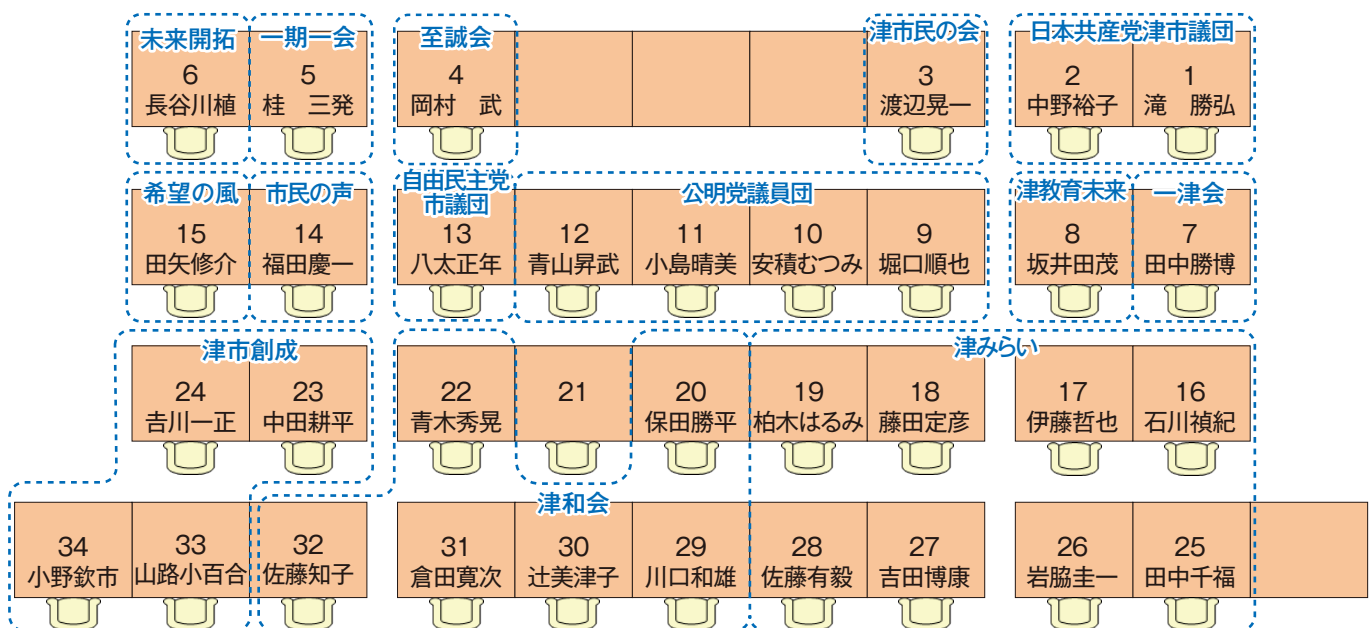 未来開拓 一期一会 至誠会 津市民の会 日本共産党津市議団
6 5 4 3 2 1
長谷川植 桂　三発 岡村　武 渡辺晃一 中野裕子 滝　勝弘
希望の風 市民の声 自由民主党市議団 公明党議員団 津教育未来 一津会
15 14 13 12 11 10 9 8 7
田矢修介 福田慶一 八太正年 青山昇武 小島晴美 安積むつみ 堀口順也 坂井田茂 田中勝博
津市創成 津みらい
24 23 22 21 20 19 18 17 16
𠮷川一正 中田耕平 青木秀晃 保田勝平 柏木はるみ 藤田定彦 伊藤哲也 石川禎紀
津和会
34 33 32 31 30 29 28 27 26 25
小野欽市 山路小百合 佐藤知子 倉田寛次 辻美津子 川口和雄 佐藤有毅 吉田博康 岩脇圭一 田中千福